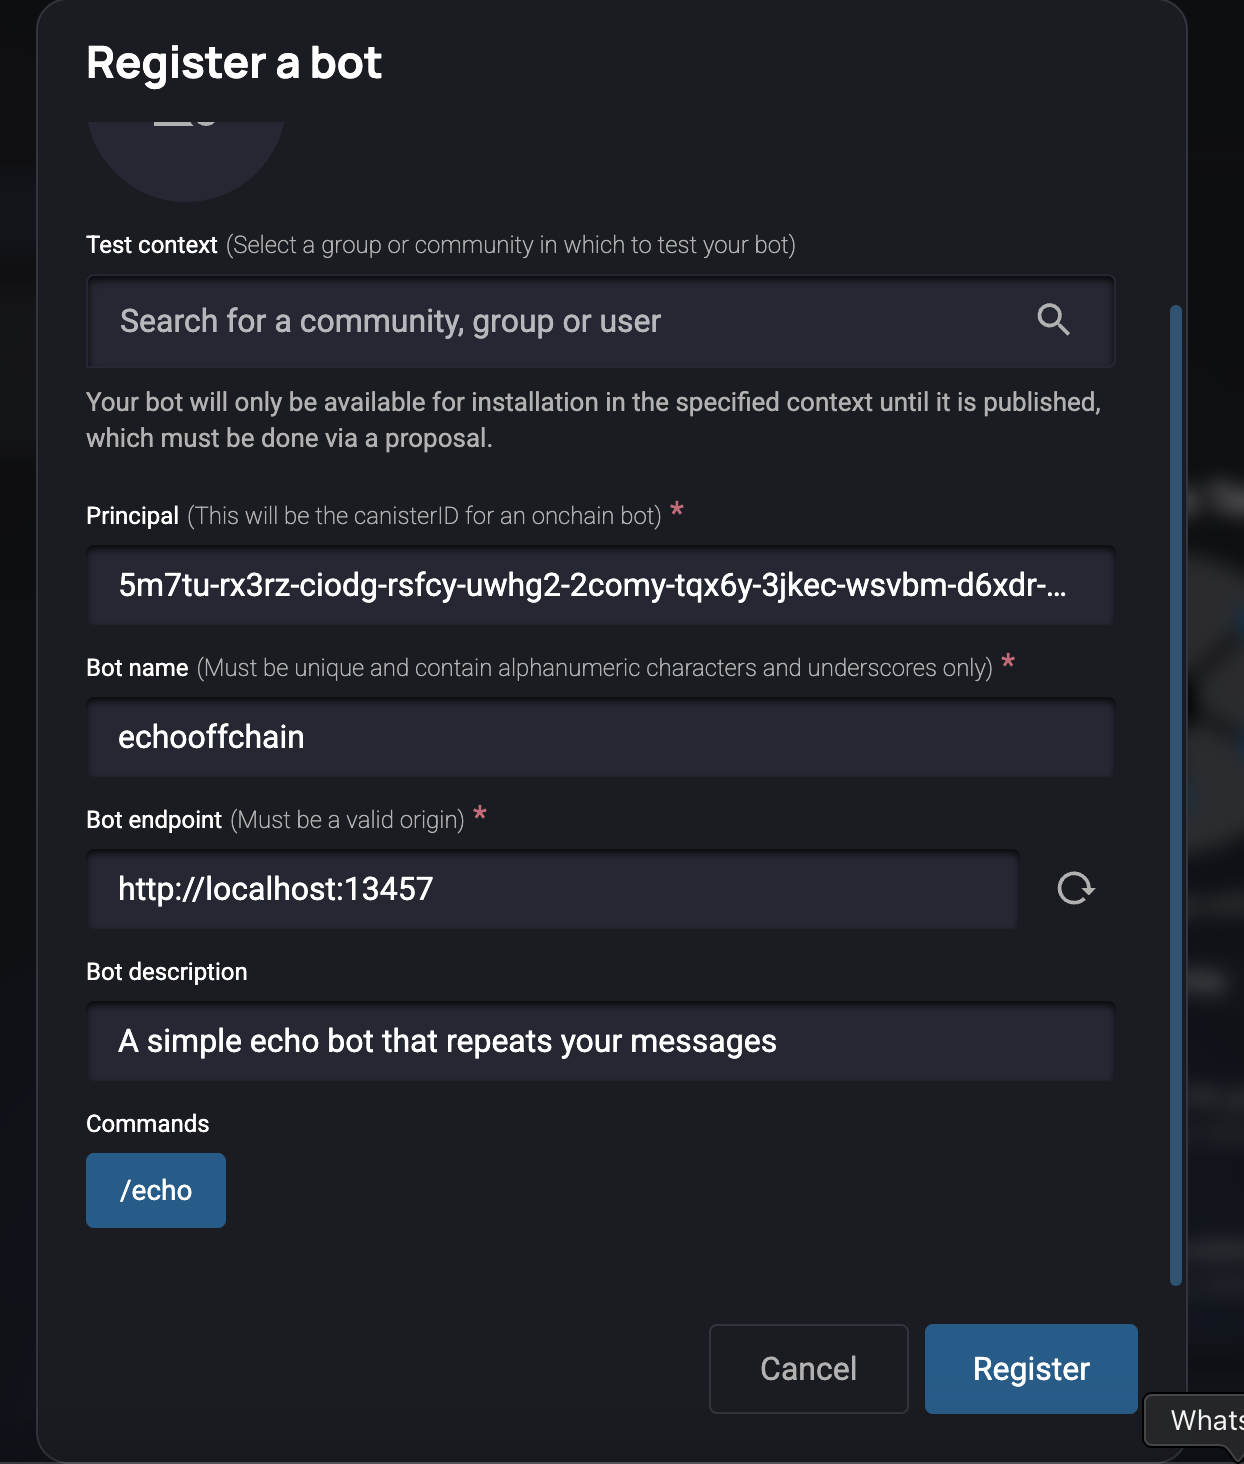 Register a bot
Test context (Select a group or community in which to test your bot)
Search for a community, group or user
Your bot will only be available for installation in the specified context until it is published,
which must be done via a proposal.
Principal (This will be the canisterID for an onchain bot) *
5m7tu-rx3rz-ciodg-rsfcy-uwhg2-2comy-tqx6y-3jkec-wsvbm-d6xdr-...
Bot name (Must be unique and contain alphanumeric characters and underscores only) *
echooffchain
Bot endpoint (Must be a valid origin) *
http://localhost:13457
Bot description
A simple echo bot that repeats your messages
Commands
/echo
Cancel
Register
Whats